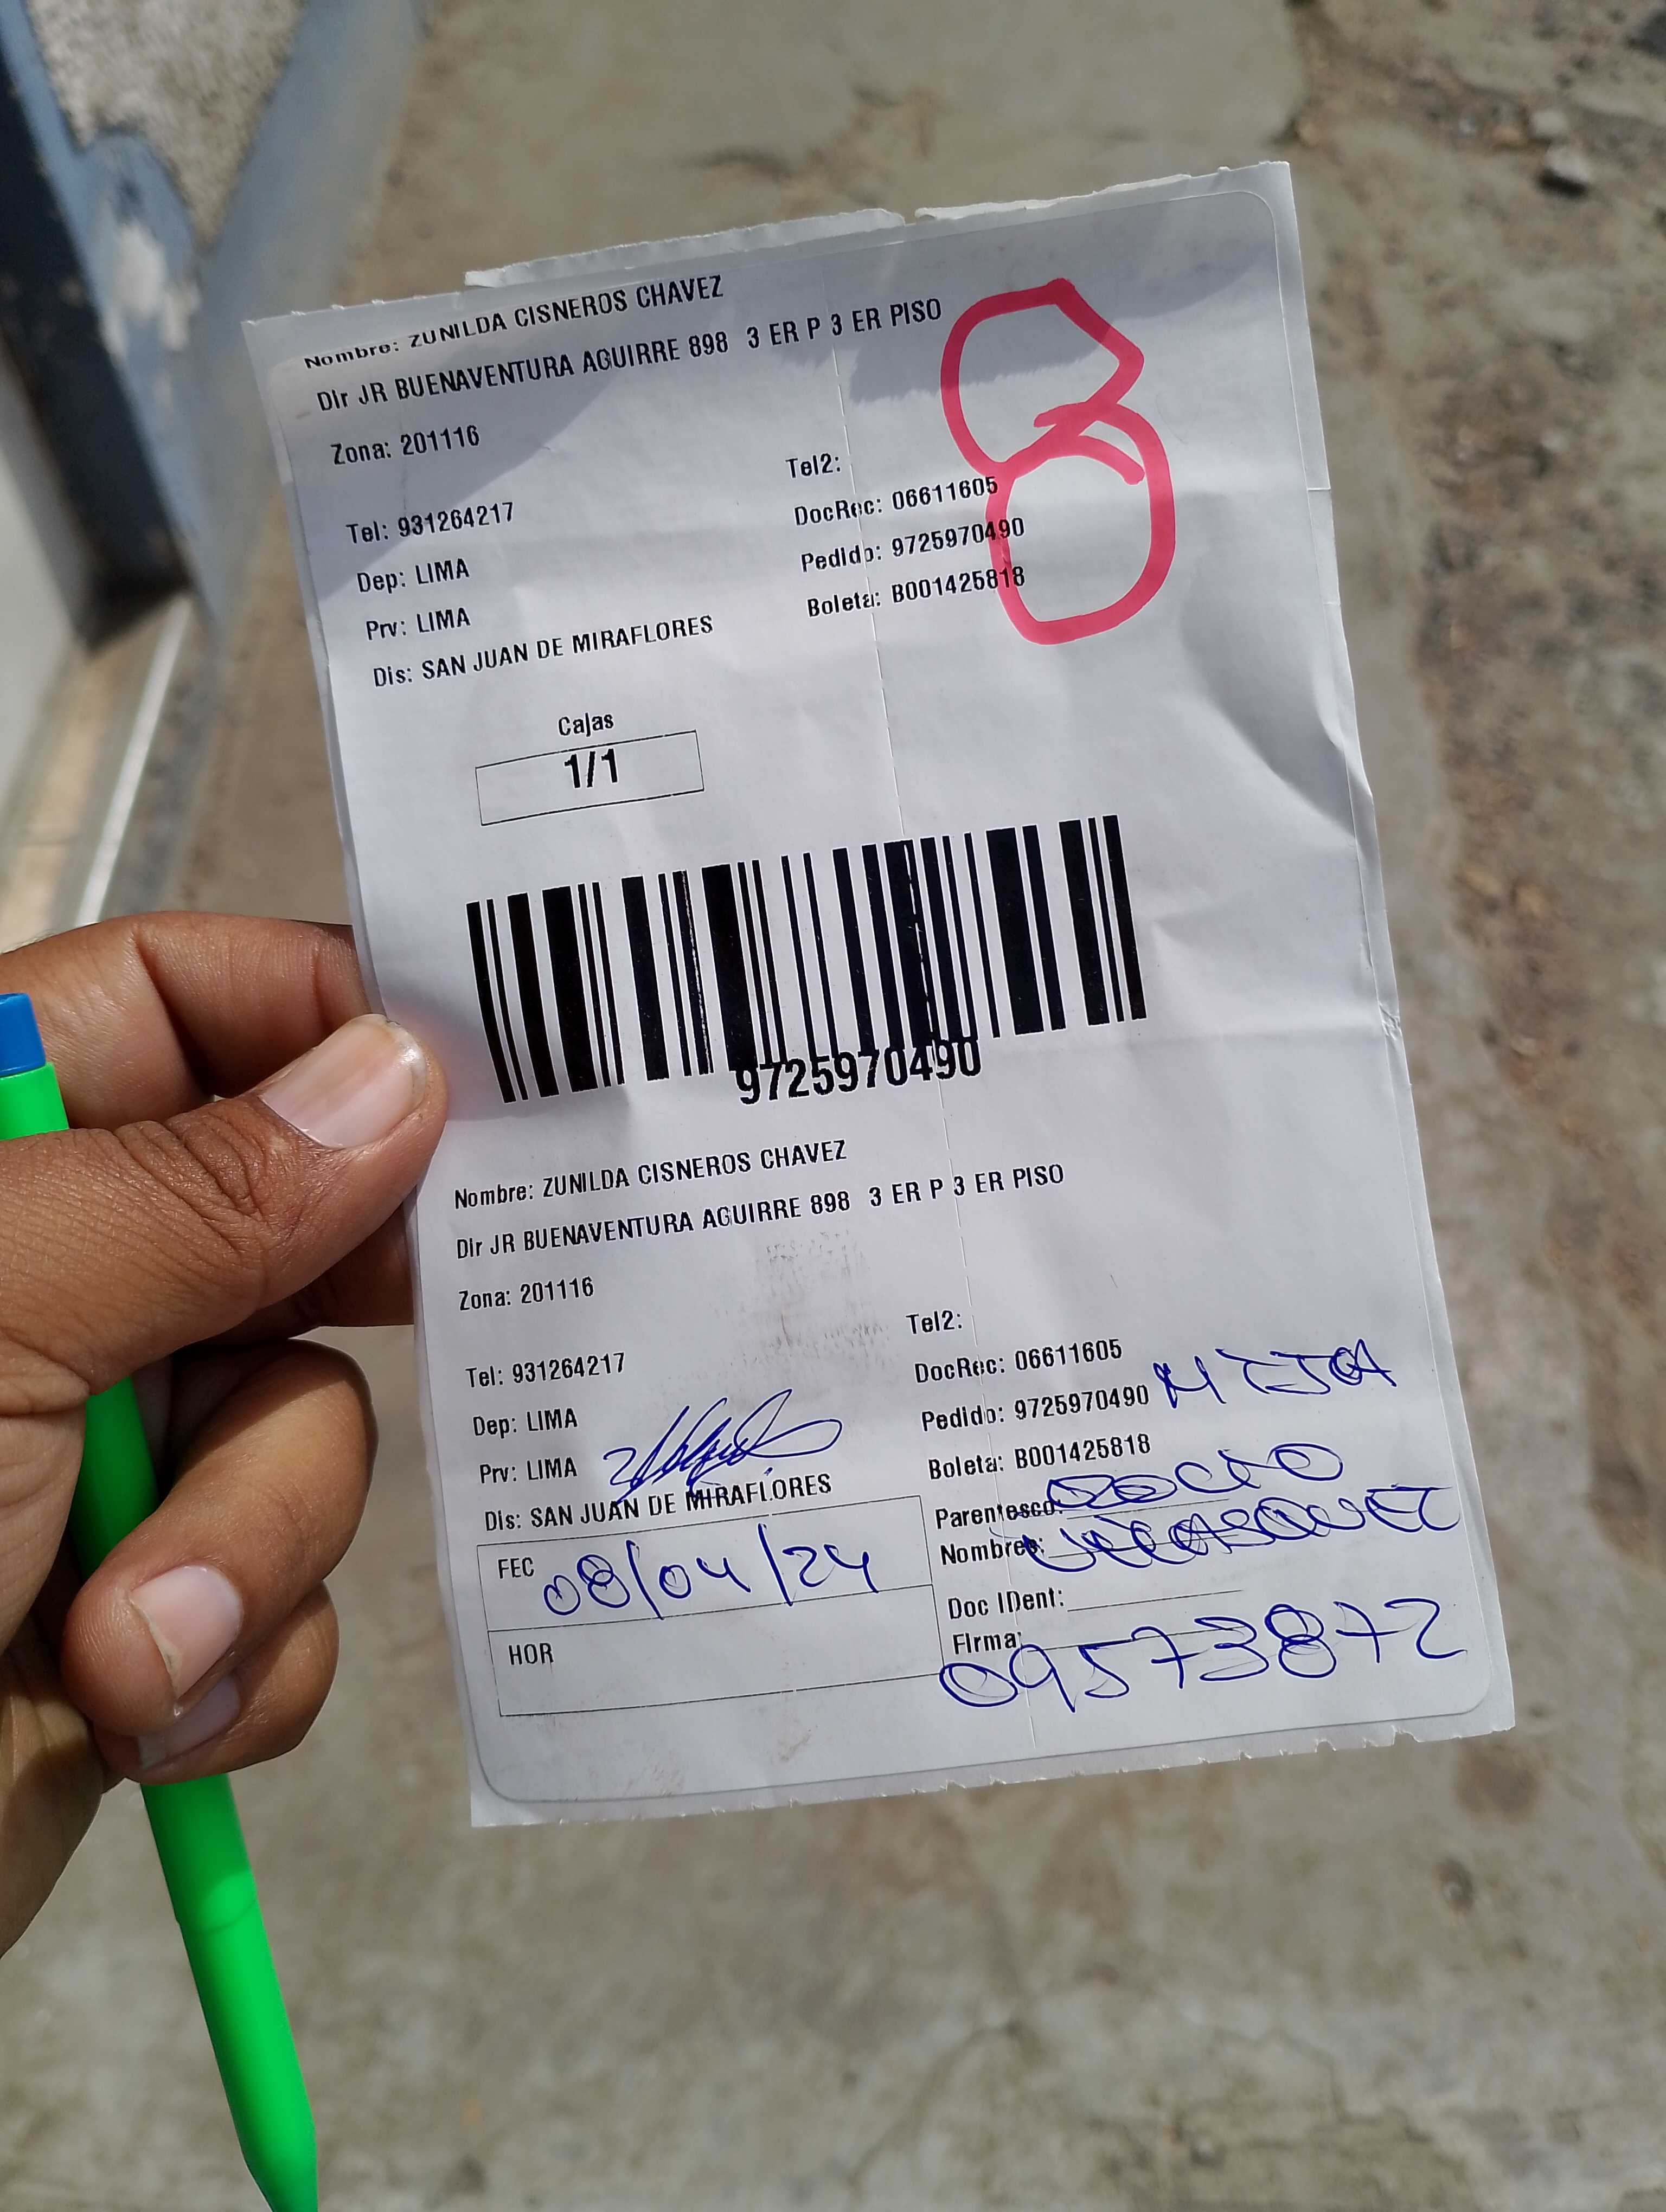 Nombre: ZUNILDA CISNEROS CHAVEZ
Dir JR BUENAVENTURA AGUIRRE 898 3 ER P 3 ER PISO
Zona: 201116
Tel2:
Tel: 931264217
DocRec: 06611605
Dep: LIMA
Pedido: 9725970490
Prv: LIMA
Boleta: B001425818
Dis: SAN JUAN DE MIRAFLORES
8
Cajas
1/1
9725970490
Nombre: ZUNILDA CISNEROS CHAVEZ
Dir JR BUENAVENTURA AGUIRRE 898 3 ER P 3 ER PISO
Zona: 201116
Tel2:
Tel: 931264217
DocRec: 06611605
Dep: LIMA
Pedido: 9725970490
Prv: LIMA
Boleta: B001425818
Dis: SAN JUAN DE MIRAFLORES
Parentesco:
Nombres:
Doc IDent:
Firma:
09573872
FEC 08/04/24
HOR